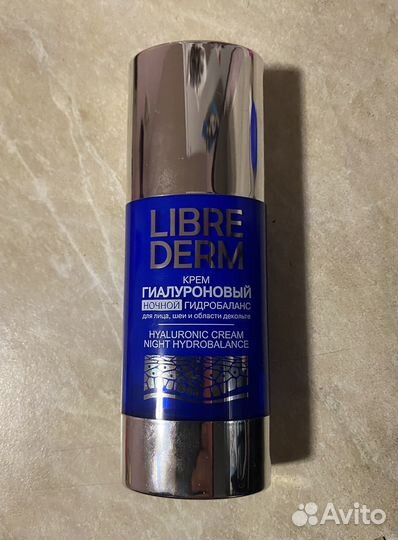 LIBRE
DERM
КРЕМ
ГИАЛУРОНОВЫЙ
НОЧНОЙ ГИДРОБАЛАНС
для лица, шеи и области декольте
HYALURONIC CREAM
NIGHT HYDROBALANCE
Avito